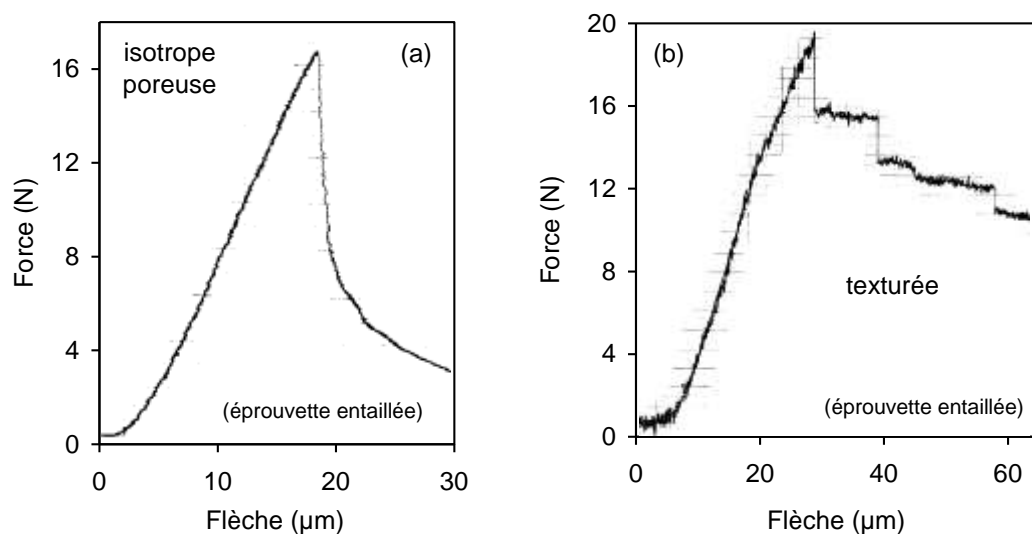 isotrope
poreuse
(a)
16
12
8
4
0
Force (N)
(éprouvette entaillée)
0
10
20
30
Flèche (µm)
(b)
20
16
12
8
4
0
Force (N)
texturée
(éprouvette entaillée)
0
20
40
60
Flèche (µm)